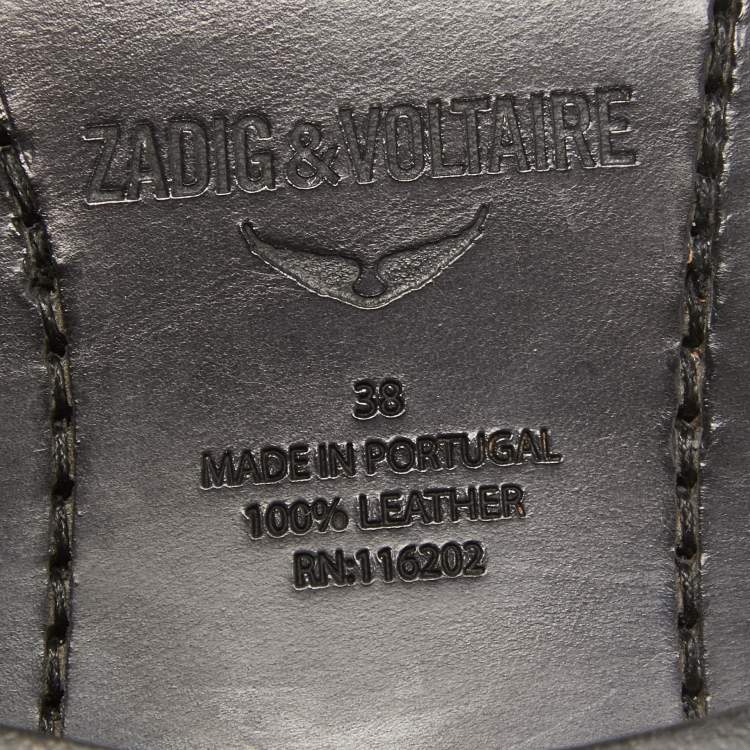 ZADIG&VOLTAIRE
38
MADE IN PORTUGAL
100% LEATHER
RN:116202